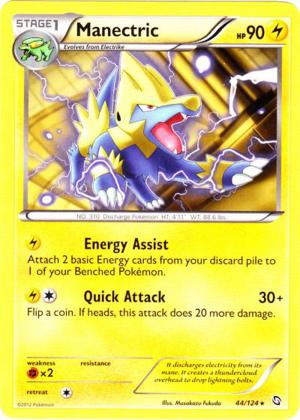 STAGE1
Manectric
HP 90
Evolves from Electrike
NO. 310 Discharge Pokémon HT: 4'11" WT: 88.6 lbs.
Energy Assist
Attach 2 basic Energy cards from your discard pile to
1 of your Benched Pokémon.
Quick Attack 30+
Flip a coin. If heads, this attack does 20 more damage.
weakness
×2
resistance
retreat
It discharges electricity from its
mane. It creates a thundercloud
overhead to drop lightning bolts.
Illus. Masakazu Fukuda
44/124 ★
©2012 Pokémon